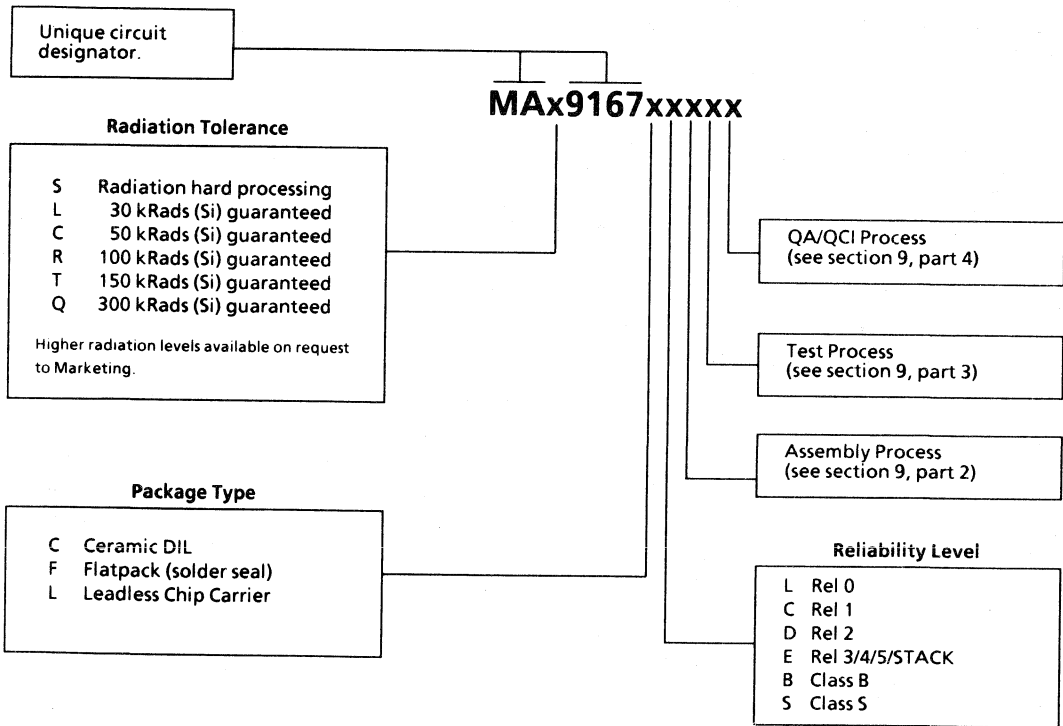 Unique circuit
designator.
MAx9167xxxxx
Radiation Tolerance
S Radiation hard processing
L 30 kRads (Si) guaranteed
C 50 kRads (Si) guaranteed
R 100 kRads (Si) guaranteed
T 150 kRads (Si) guaranteed
Q 300 kRads (Si) guaranteed
Higher radiation levels available on request
to Marketing.
QA/QCI Process
(see section 9, part 4)
Test Process
(see section 9, part 3)
Assembly Process
(see section 9, part 2)
Package Type
C Ceramic DIL
F Flatpack (solder seal)
L Leadless Chip Carrier
Reliability Level
L Rel 0
C Rel 1
D Rel 2
E Rel 3/4/5/STACK
B Class B
S Class S